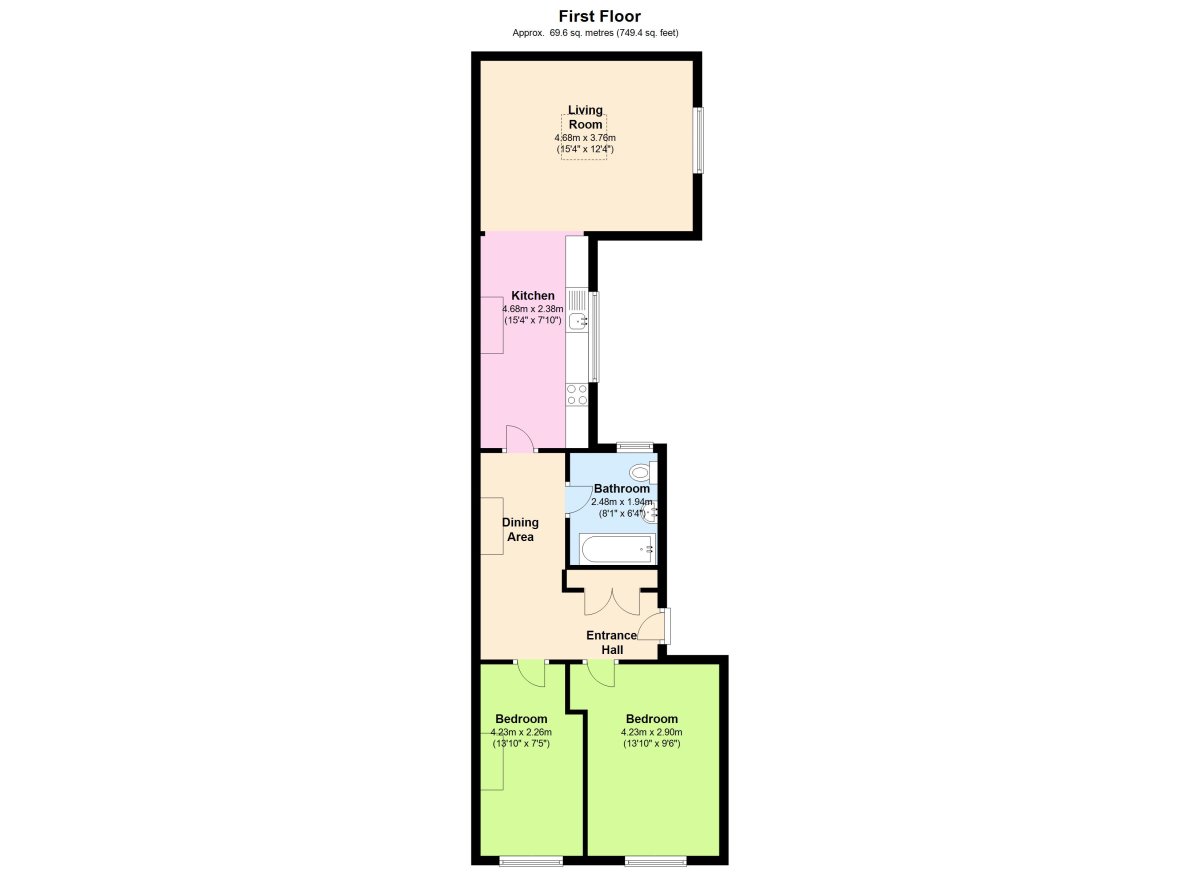 First Floor
Approx. 69.6 sq. metres (749.4 sq. feet)
Living
Room
4.68m x 3.76m
(15'4" x 12'4")
Kitchen
4.68m x 2.38m
(15'4" x 7'10")
Bathroom
2.48m x 1.94m
(8'1" x 6'4")
Dining
Area
Entrance
Hall
Bedroom
4.23m x 2.26m
(13'10" x 7'5")
Bedroom
4.23m x 2.90m
(13'10" x 9'6")